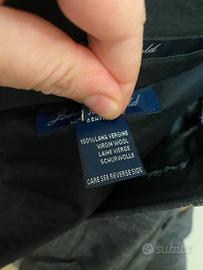 100% LANA VERGINE
VIRGIN WOOL
LAINE VIERGE
SCHURWOLLE
CARE SEE REVERSE SIDE
subito